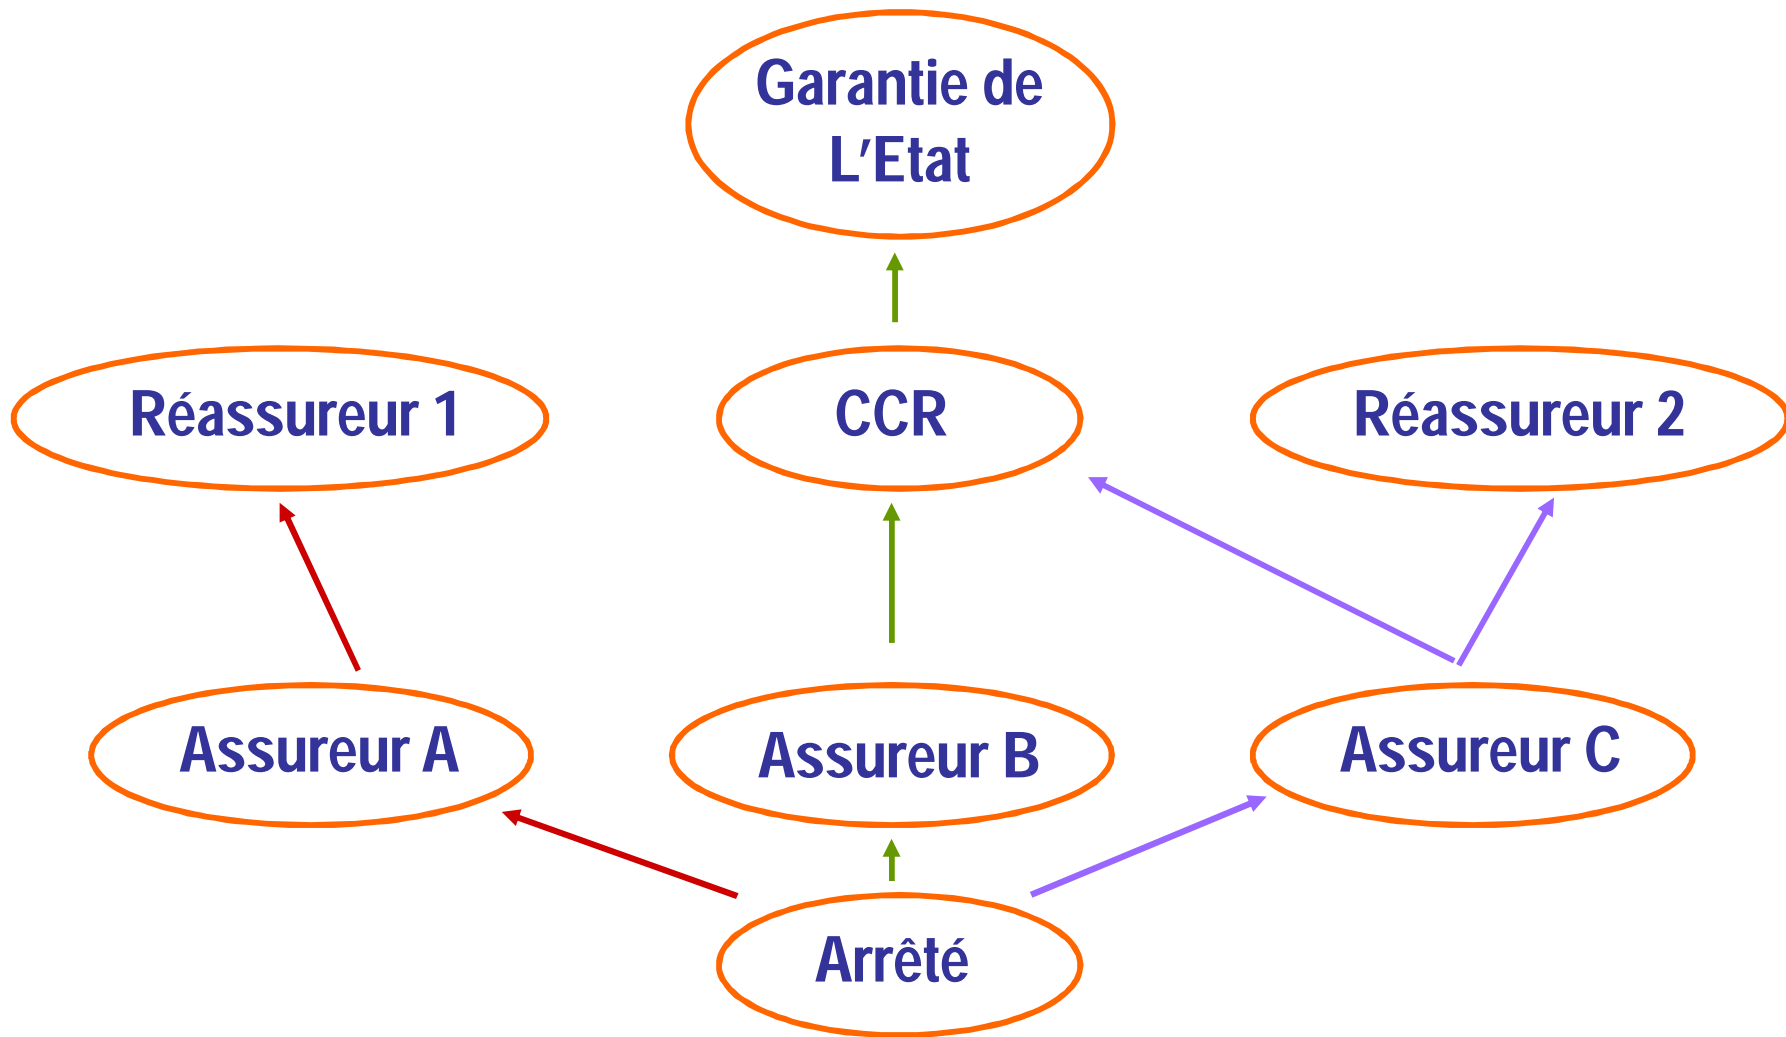 Garantie de
L'Etat
Réassureur 1
CCR
Réassureur 2
Assureur A
Assureur B
Assureur C
Arrêté